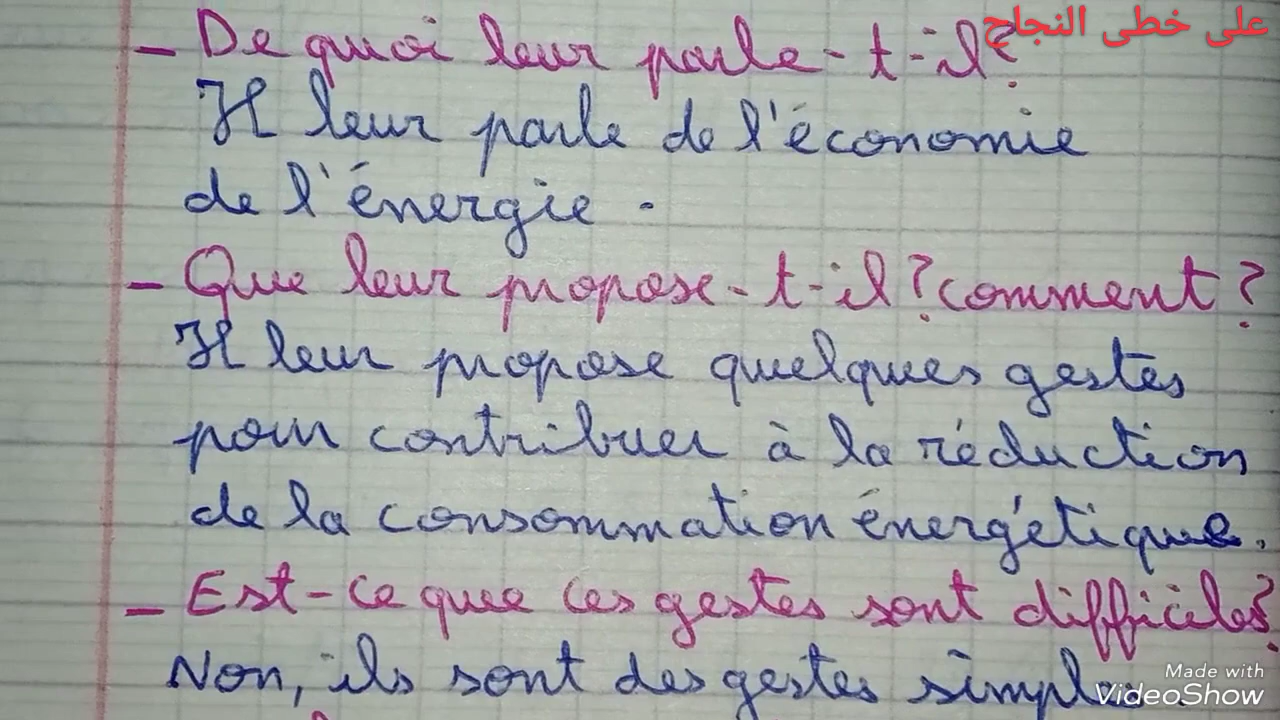 على خطى النجاح
- De quoi leur parle-t-il?
Il leur parle de l'économie
de l'énergie.
- Que leur propose-t-il? comment?
Il leur propose quelques gestes
pour contribuer à la réduction
de la consommation énergétique.
- Est-ce que ces gestes sont difficiles?
Non, ils sont des gestes simples.
Made with
VideoShow